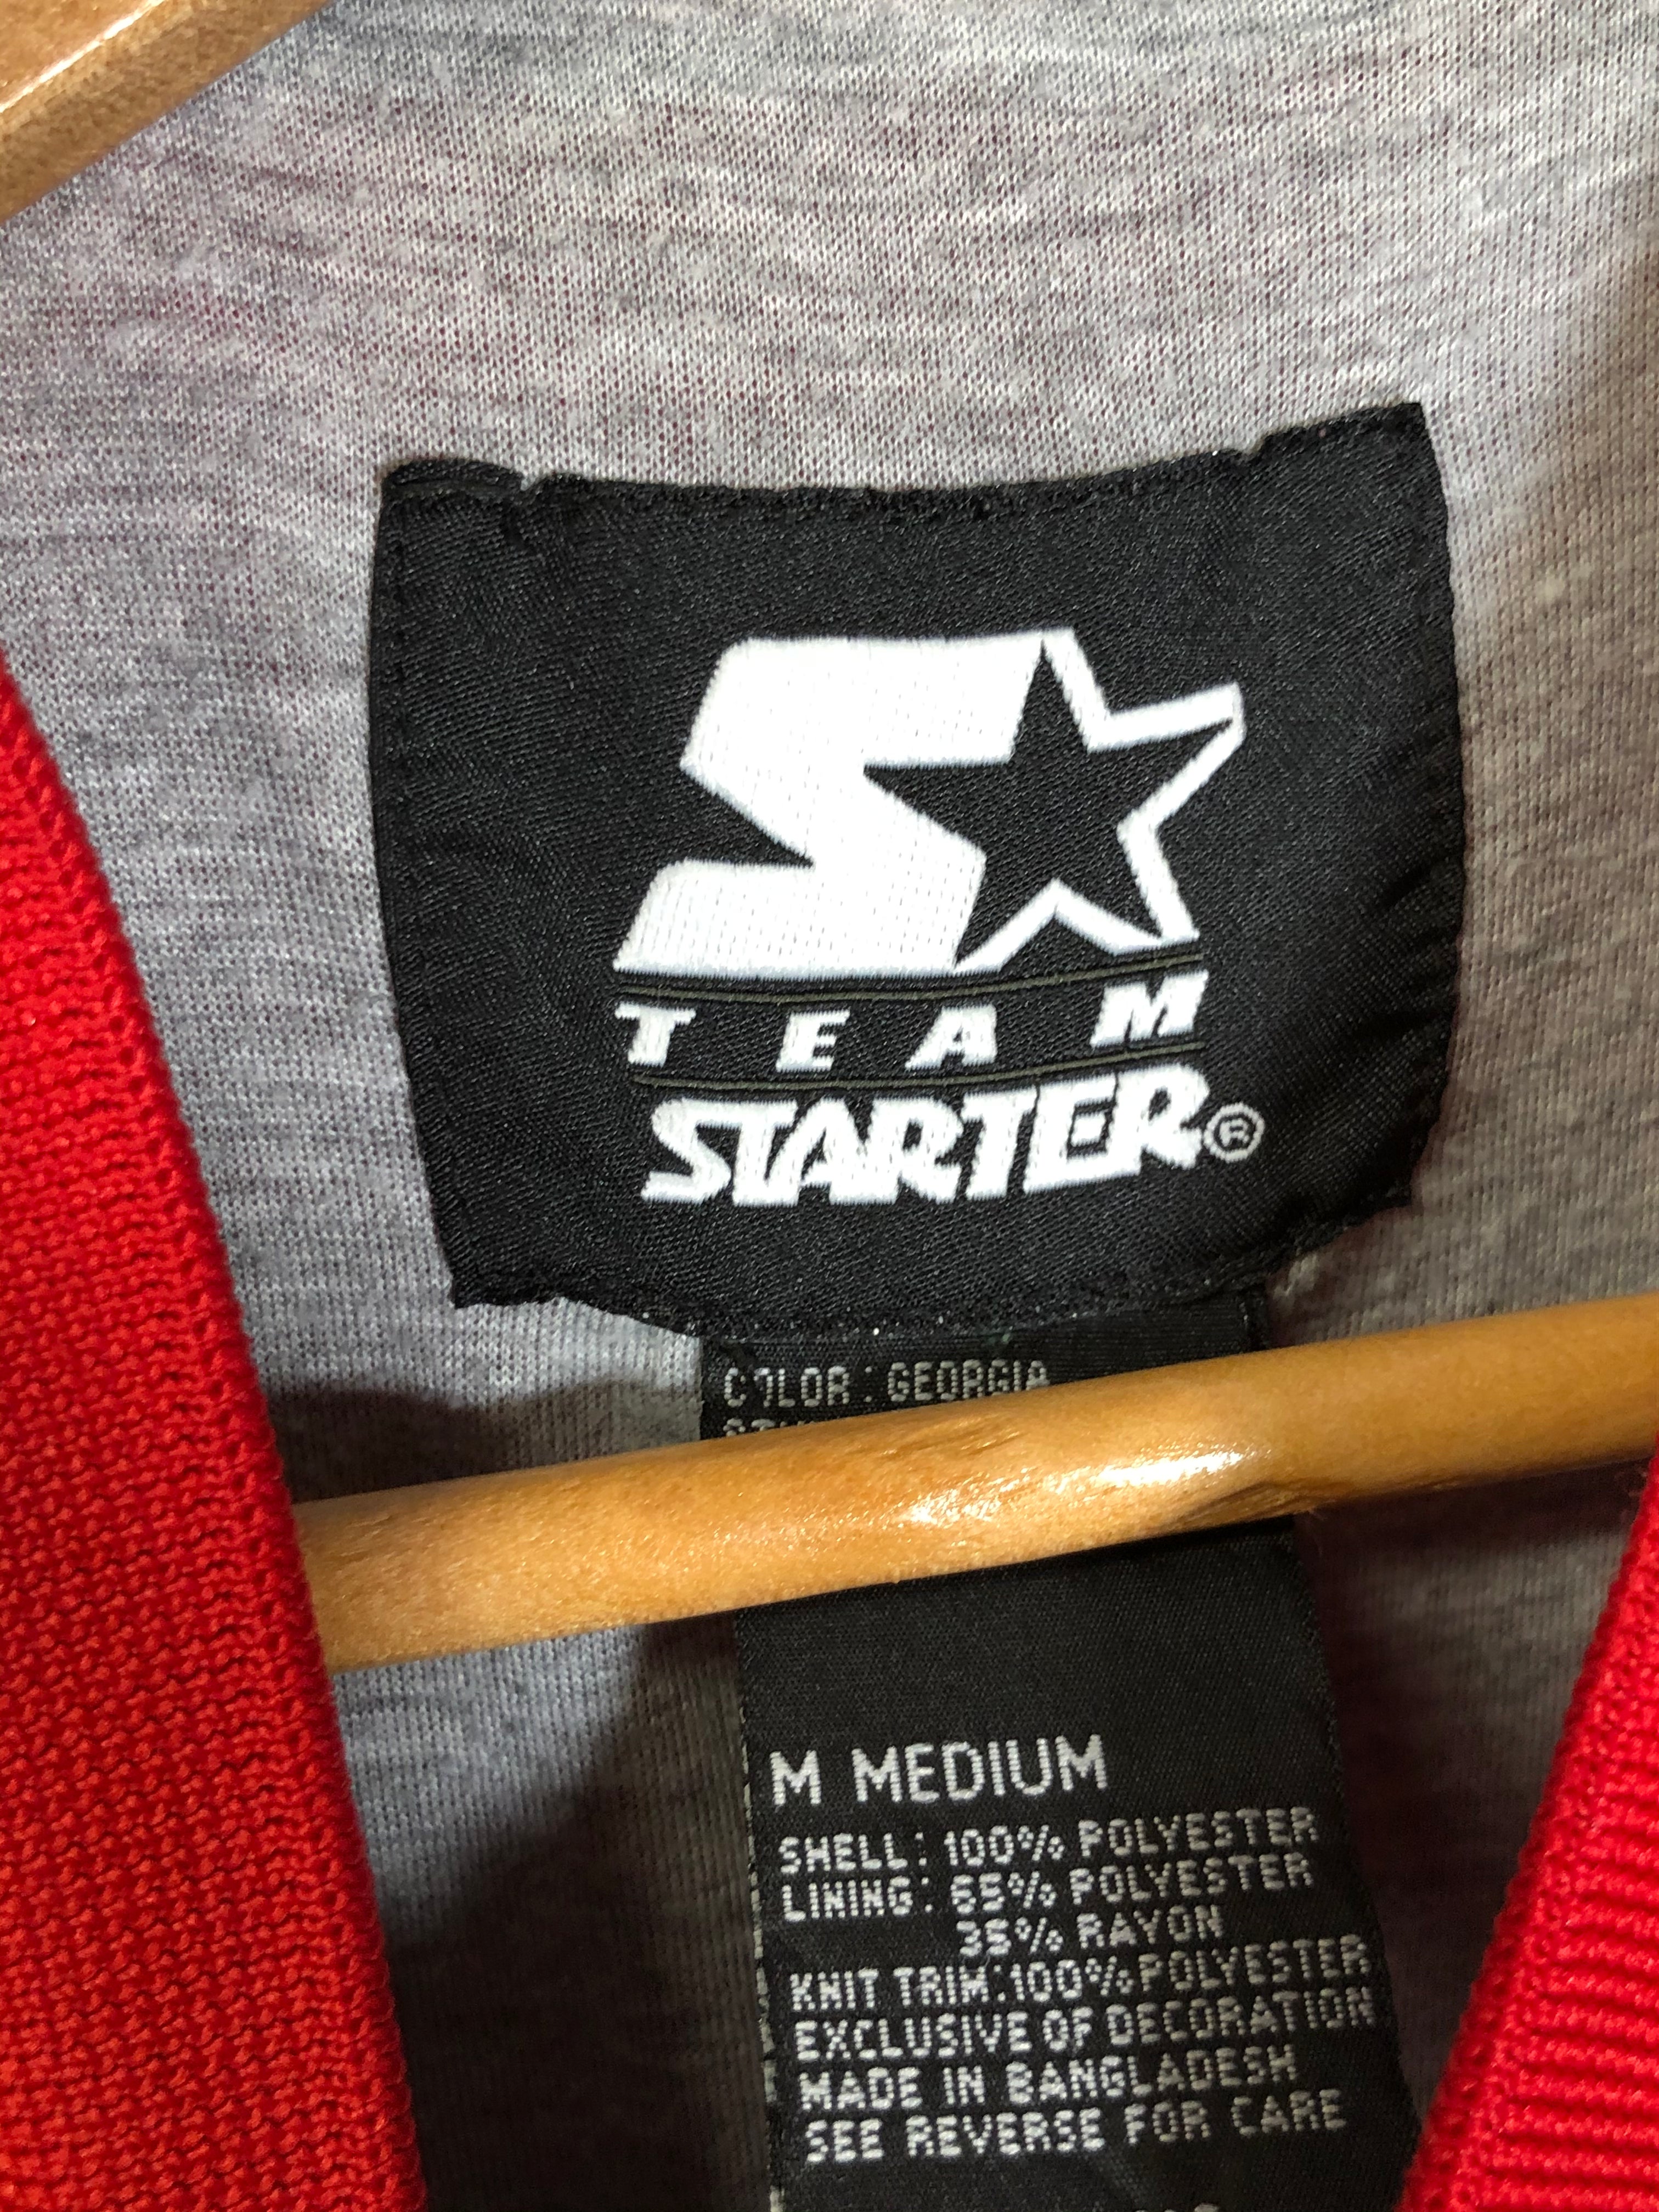 TEAM
STARTER®
COLOR : GEORGIA
M MEDIUM
SHELL: 100% POLYESTER
LINING: 65% POLYESTER
35% RAYON
KNIT TRIM:100% POLYESTER
EXCLUSIVE OF DECORATION
MADE IN BANGLADESH
SEE REVERSE FOR CARE